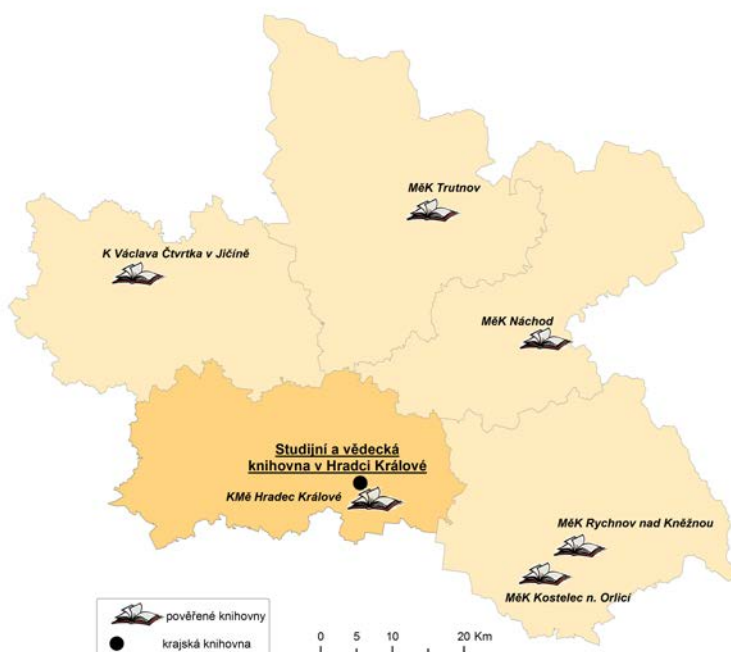 MěK Trutnov
K Václava Čtvrtka v Jičíně
MěK Náchod
Studijní a vědecká
knihovna v Hradci Králové
KMě Hradec Králové
MěK Rychnov nad Kněžnou
MěK Kostelec n. Orlicí
pověřené knihovny
krajská knihovna
0 5 10 20 Km